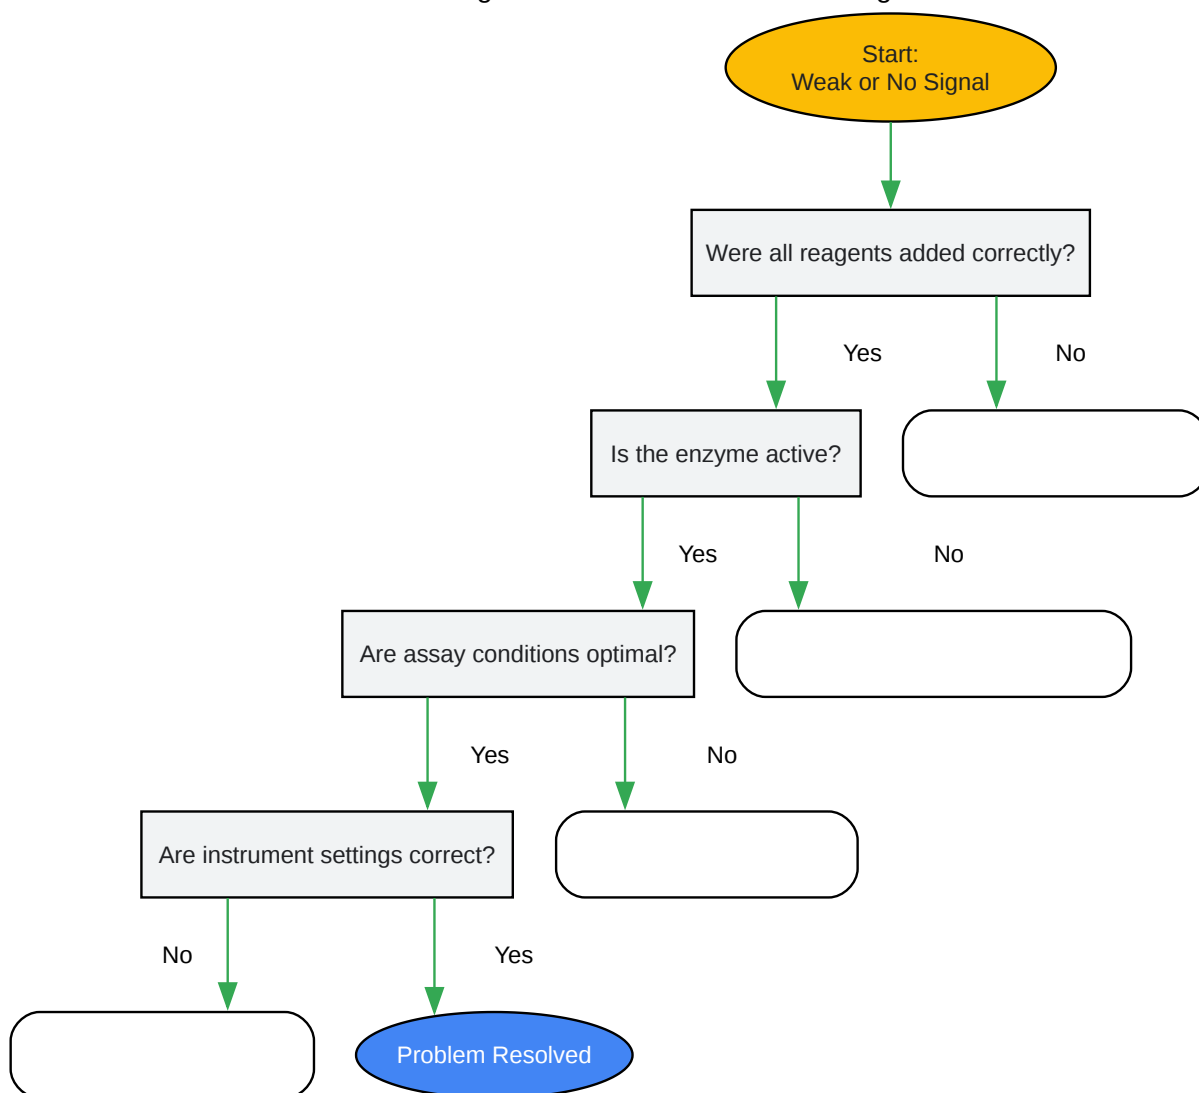 Start:
Weak or No Signal
Were all reagents added correctly?
Yes
No
Is the enzyme active?
Yes
No
Are assay conditions optimal?
Yes
No
Are instrument settings correct?
No
Yes
Problem Resolved